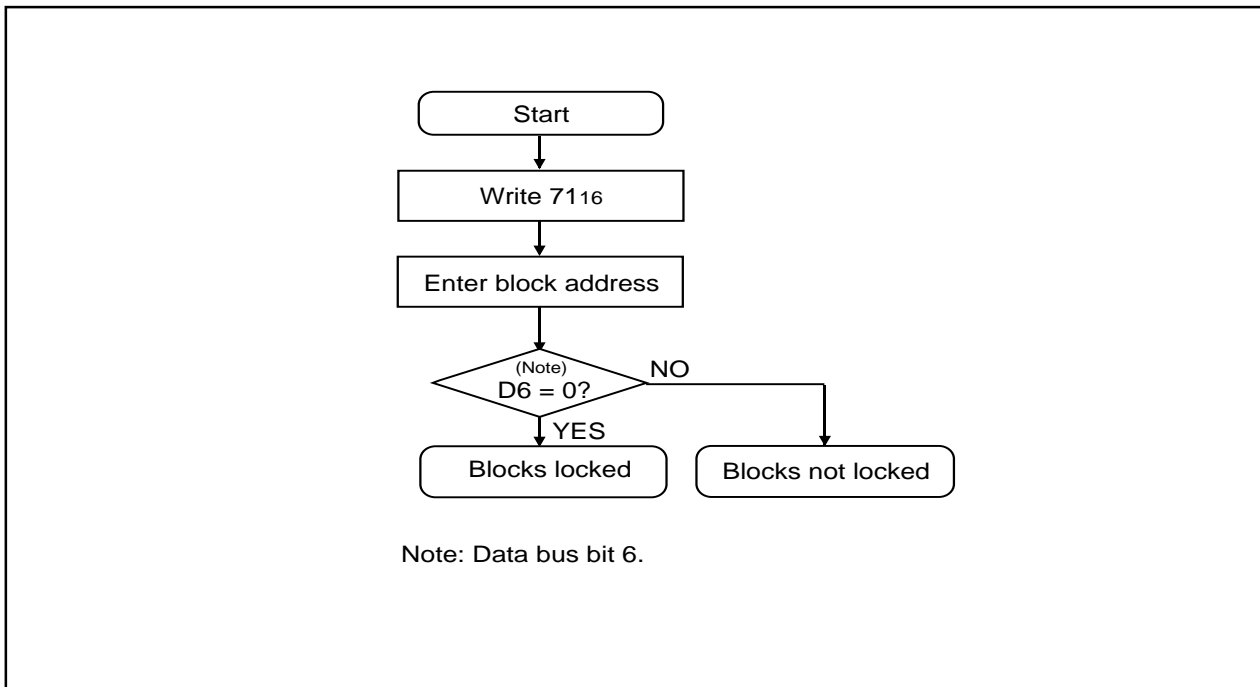 Start
Write 7116
Enter block address
(Note)
D6 = 0?
NO
YES
Blocks locked
Blocks not locked
Note: Data bus bit 6.